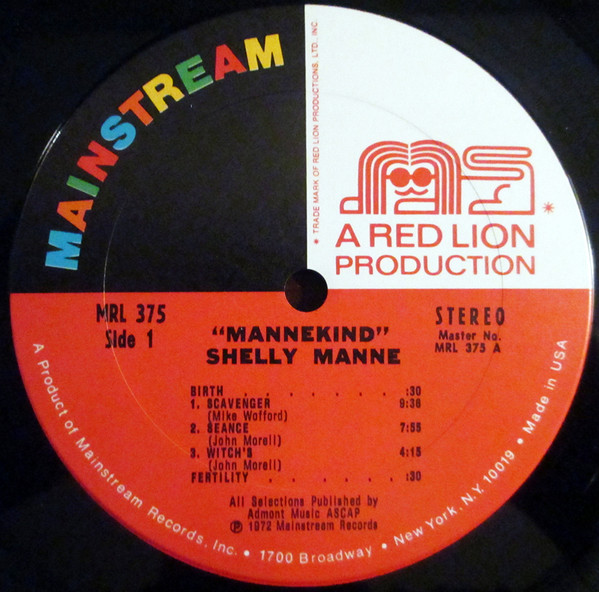 MAINSTREAM
* TRADE MARK OF RED LION PRODUCTIONS, LTD., INC.
*
A RED LION
PRODUCTION
MRL 375
Side 1
STEREO
Master No.
MRL 375 A
"MANNEKIND"
SHELLY MANNE
BIRTH . . . . . . . :30
1. SCAVENGER 9:36
(Mike Wofford)
2. SEANCE 7:55
(John Morell)
3. WITCH'S 4:15
(John Morell)
FERTILITY . . . . . . :30
All Selections Published by
Admont Music ASCAP
Ⓟ 1972 Mainstream Records
A Product of Mainstream Records, Inc. • 1700 Broadway • New York, N.Y. 10019 • Made in USA